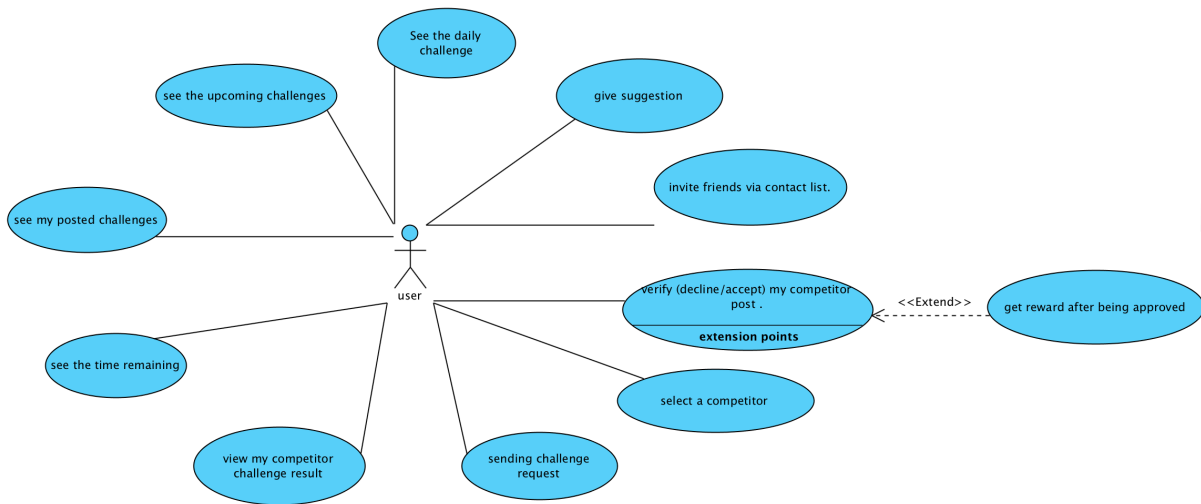 See the daily
challenge
see the upcoming challenges
give suggestion
invite friends via contact list.
see my posted challenges
user
verify (decline/accept) my competitor
post .
extension points
<<Extend>>
get reward after being approved
see the time remaining
select a competitor
view my competitor
challenge result
sending challenge
request